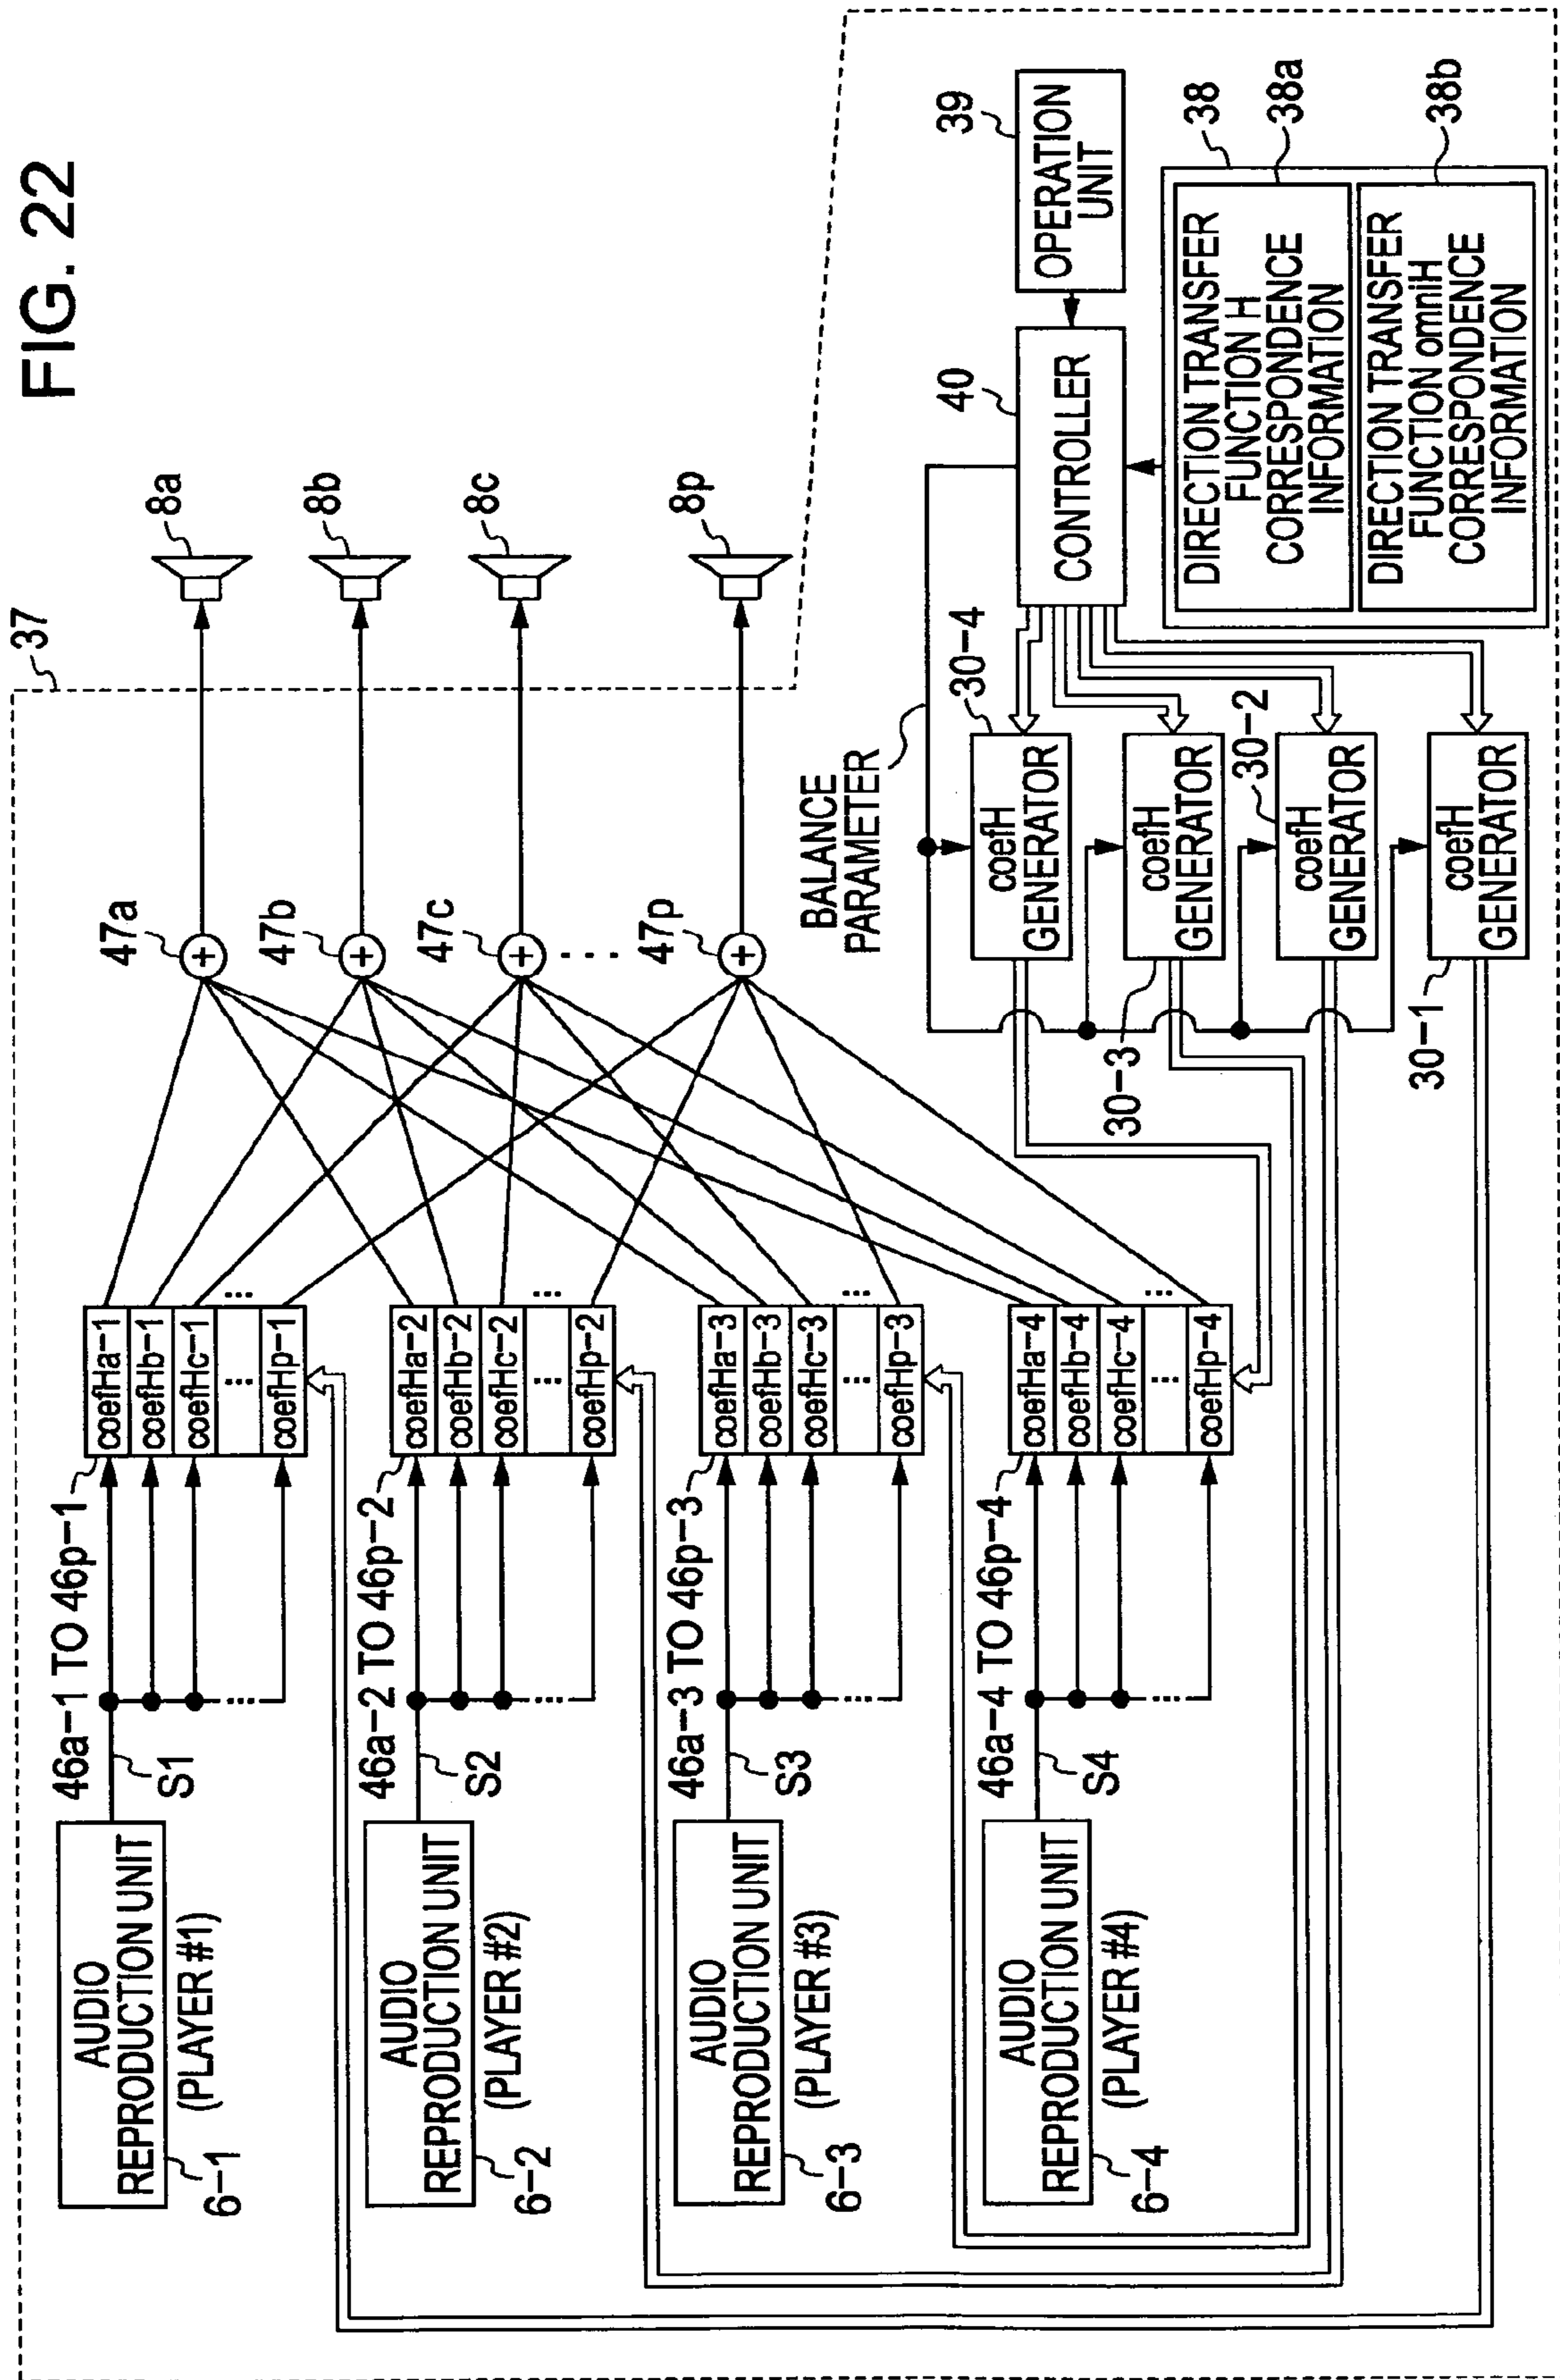 FIG. 22
37
46a-1 TO 46p-1
AUDIO
REPRODUCTION UNIT
(PLAYER #1)
6-1
S1
coefHa-1
coefHb-1
coefHc-1
...
coefHp-1
...
...
47a
8a
46a-2 TO 46p-2
AUDIO
REPRODUCTION UNIT
(PLAYER #2)
6-2
S2
coefHa-2
coefHb-2
coefHc-2
...
coefHp-2
...
...
47b
8b
46a-3 TO 46p-3
AUDIO
REPRODUCTION UNIT
(PLAYER #3)
6-3
S3
coefHa-3
coefHb-3
coefHc-3
...
coefHp-3
...
...
47c
8c
....
46a-4 TO 46p-4
AUDIO
REPRODUCTION UNIT
(PLAYER #4)
6-4
S4
coefHa-4
coefHb-4
coefHc-4
...
coefHp-4
...
...
47p
8p
BALANCE
PARAMETER
30-4
coefH
GENERATOR
30-3
coefH
GENERATOR
30-2
coefH
GENERATOR
30-1
coefH
GENERATOR
40
CONTROLLER
39
OPERATION
UNIT
38
DIRECTION TRANSFER
FUNCTION H
CORRESPONDENCE
INFORMATION
38a
DIRECTION TRANSFER
FUNCTION omniH
CORRESPONDENCE
INFORMATION
38b